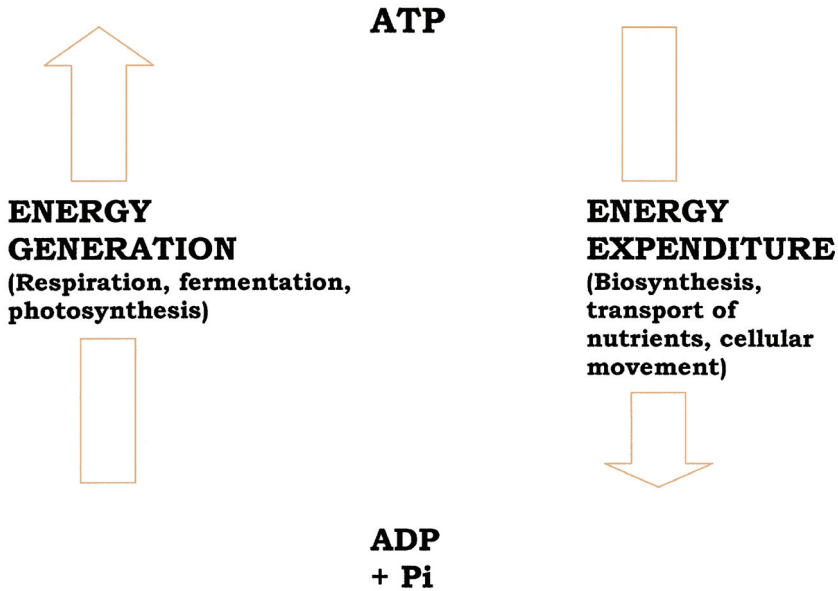 ATP
ENERGY
GENERATION
(Respiration, fermentation,
photosynthesis)
ENERGY
EXPENDITURE
(Biosynthesis,
transport of
nutrients, cellular
movement)
ADP
+ Pi